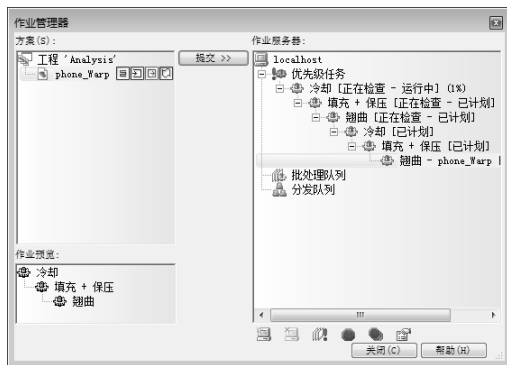 作业管理器
方案(S):
工程 'Analysis'
phone_Warp
提交 >>
作业服务器:
localhost
优先级任务
冷却 [正在检查 - 运行中] (1%)
填充 + 保压 [正在检查 - 已计划]
翘曲 [正在检查 - 已计划]
冷却 [已计划]
填充 + 保压 [已计划]
翘曲 - phone_Warp [
批处理队列
分发队列
作业预览:
冷却
填充 + 保压
翘曲
关闭(C)
帮助(H)